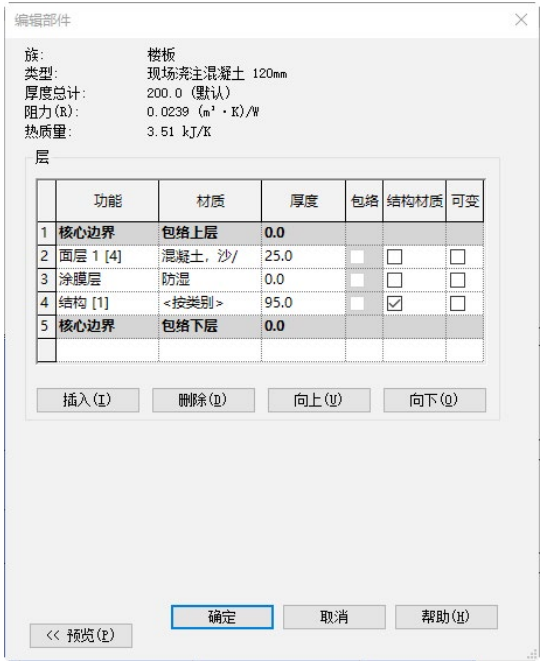 编辑部件
族: 楼板
类型: 现场浇注混凝土 120mm
厚度总计: 200.0 (默认)
阻力(R): 0.0239 (m²·K)/W
热质量: 3.51 kJ/K
层
功能 材质 厚度 包络 结构材质 可变
1 核心边界 包络上层 0.0
2 面层 1 [4] 混凝土, 沙/ 25.0
3 涂膜层 防湿 0.0
4 结构 [1] <按类别> 95.0
5 核心边界 包络下层 0.0
插入(I) 删除(D) 向上(U) 向下(O)
确定 取消 帮助(H)
<< 预览(P)